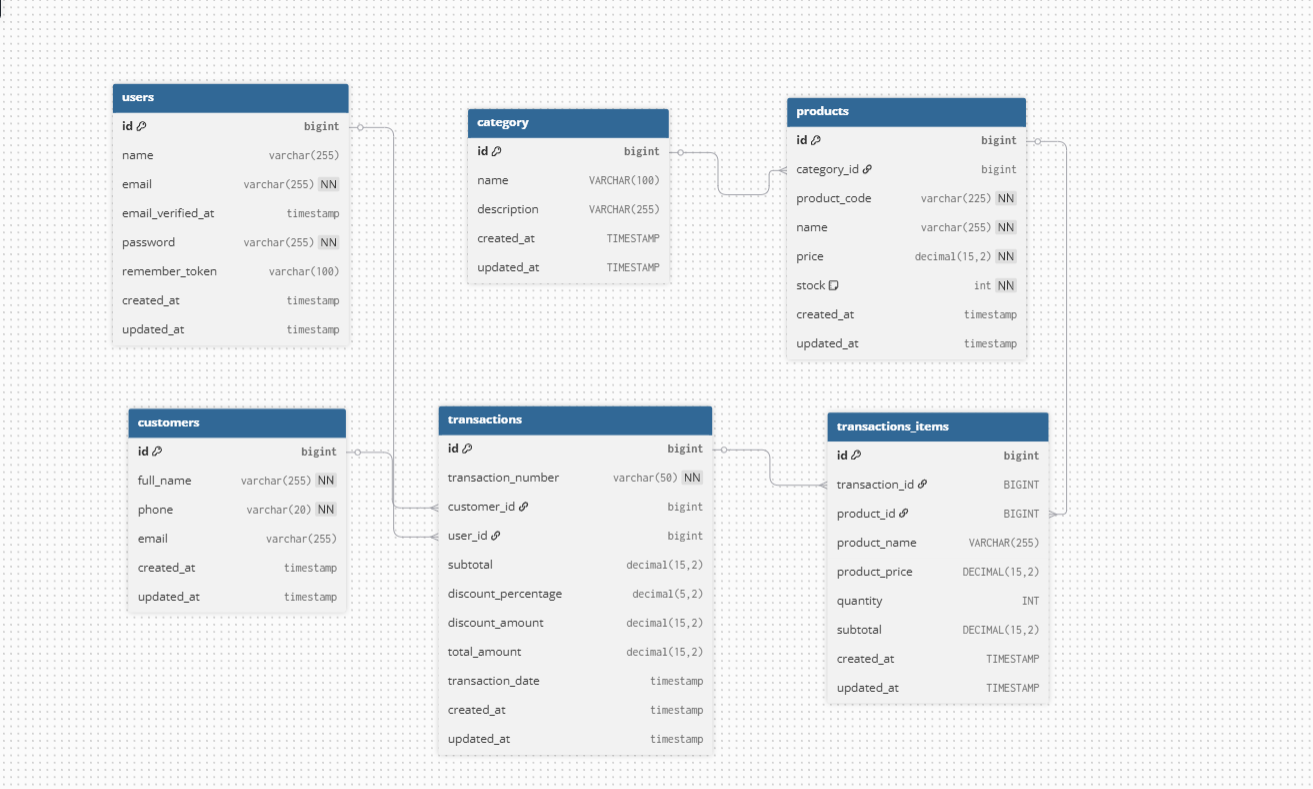 users
id bigint
name varchar(255)
email varchar(255) NN
email_verified_at timestamp
password varchar(255) NN
remember_token varchar(100)
created_at timestamp
updated_at timestamp
category
id bigint
name VARCHAR(100)
description VARCHAR(255)
created_at TIMESTAMP
updated_at TIMESTAMP
products
id bigint
category_id bigint
product_code varchar(225) NN
name varchar(255) NN
price decimal(15,2) NN
stock int NN
created_at timestamp
updated_at timestamp
customers
id bigint
full_name varchar(255) NN
phone varchar(20) NN
email varchar(255)
created_at timestamp
updated_at timestamp
transactions
id bigint
transaction_number varchar(50) NN
customer_id bigint
user_id bigint
subtotal decimal(15,2)
discount_percentage decimal(5,2)
discount_amount decimal(15,2)
total_amount decimal(15,2)
transaction_date timestamp
created_at timestamp
updated_at timestamp
transactions_items
id bigint
transaction_id BIGINT
product_id BIGINT
product_name VARCHAR(255)
product_price DECIMAL(15,2)
quantity INT
subtotal DECIMAL(15,2)
created_at TIMESTAMP
updated_at TIMESTAMP